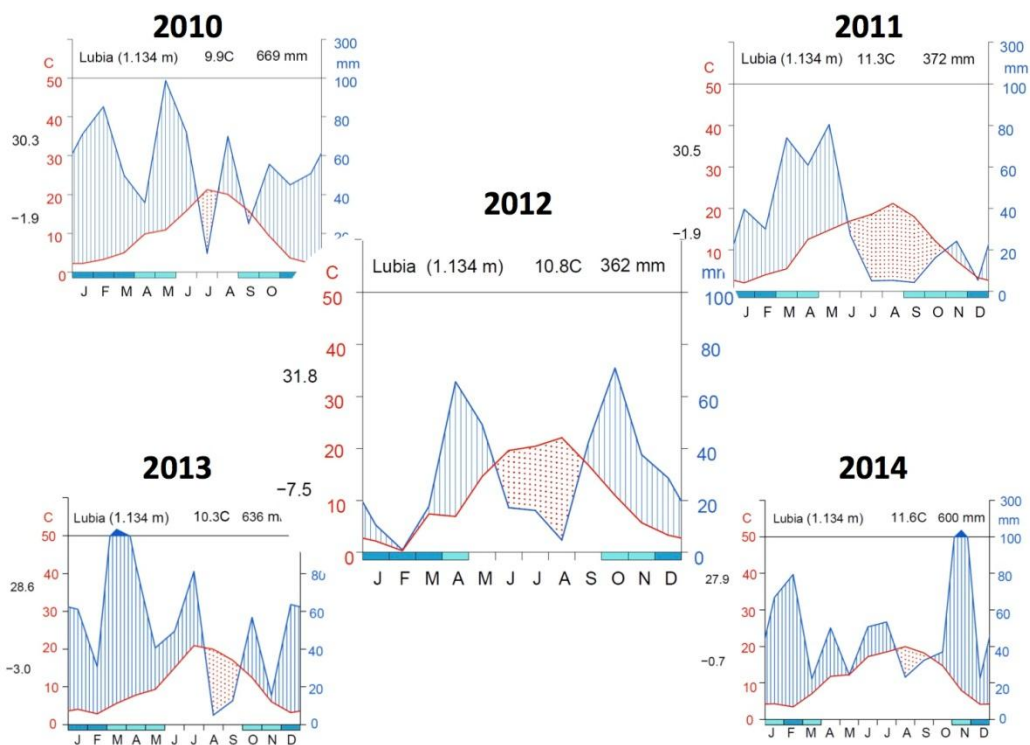 2010
Lubia (1.134 m) 9.9C 669 mm
C
300
mm
50 100
40 80
30.3
30 60
20 40
−1.9
10
0
J F M A M J J A S O
2011
Lubia (1.134 m) 11.3C 372 mm
C
300
mm
50 100
40 80
30.5
30 60
20 40
−1.9
10 20
0
J F M A M J J A S O N D
2012
Lubia (1.134 m) 10.8C 362 mm
C
50 100
40 80
31.8
30 60
20 40
−7.5
10 20
0 0
J F M A M J J A S O N D
2013
Lubia (1.134 m) 10.3C 636
C
50
40 80
28.6
30 60
20 40
−3.0
10 20
0 0
J F M A M J J A S O N D
2014
Lubia (1.134 m) 11.6C 600 mm
C
300
mm
50 100
40 80
27.9
30 60
20 40
−0.7
10 20
0 0
J F M A M J J A S O N D